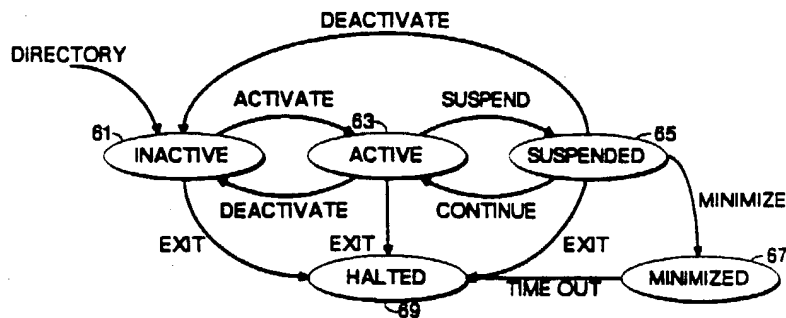 DEACTIVATE
DIRECTORY
ACTIVATE
SUSPEND
61
63
65
INACTIVE
ACTIVE
SUSPENDED
DEACTIVATE
CONTINUE
MINIMIZE
EXIT
EXIT
EXIT
67
HALTED
TIME OUT
MINIMIZED
69